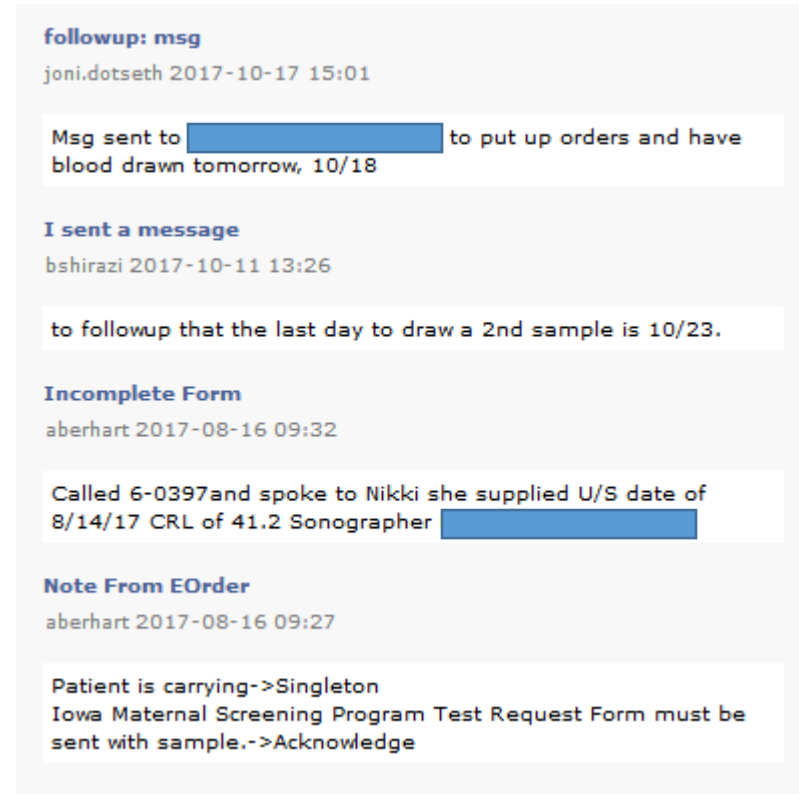 followup: msg
joni.dotseth 2017-10-17 15:01
Msg sent to to put up orders and have
blood drawn tomorrow, 10/18
I sent a message
bshirazi 2017-10-11 13:26
to followup that the last day to draw a 2nd sample is 10/23.
Incomplete Form
aberhart 2017-08-16 09:32
Called 6-0397and spoke to Nikki she supplied U/S date of
8/14/17 CRL of 41.2 Sonographer
Note From EOrder
aberhart 2017-08-16 09:27
Patient is carrying->Singleton
Iowa Maternal Screening Program Test Request Form must be
sent with sample.->Acknowledge